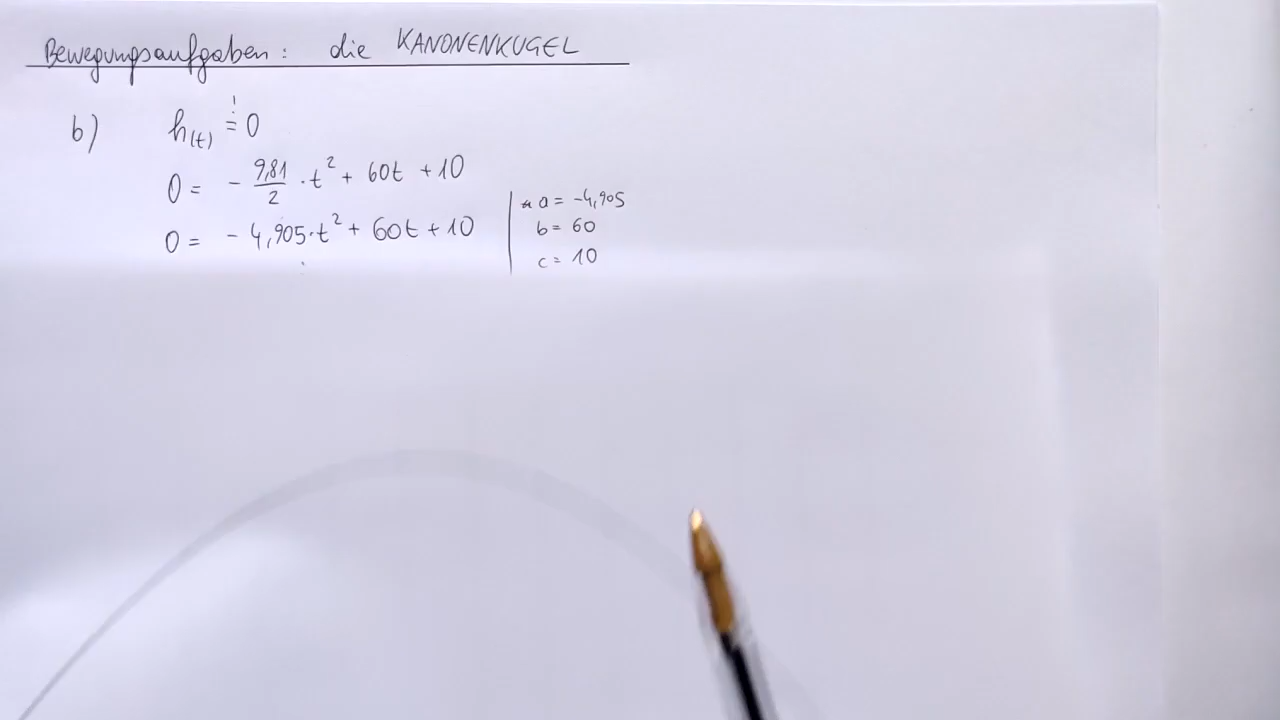 Bewegungsaufgaben: die KANONENKUGEL
b) h(t) =! 0
0 = - 9,81/2 · t² + 60t + 10
0 = - 4,905 · t² + 60t + 10
a = -4,905
b = 60
c = 10